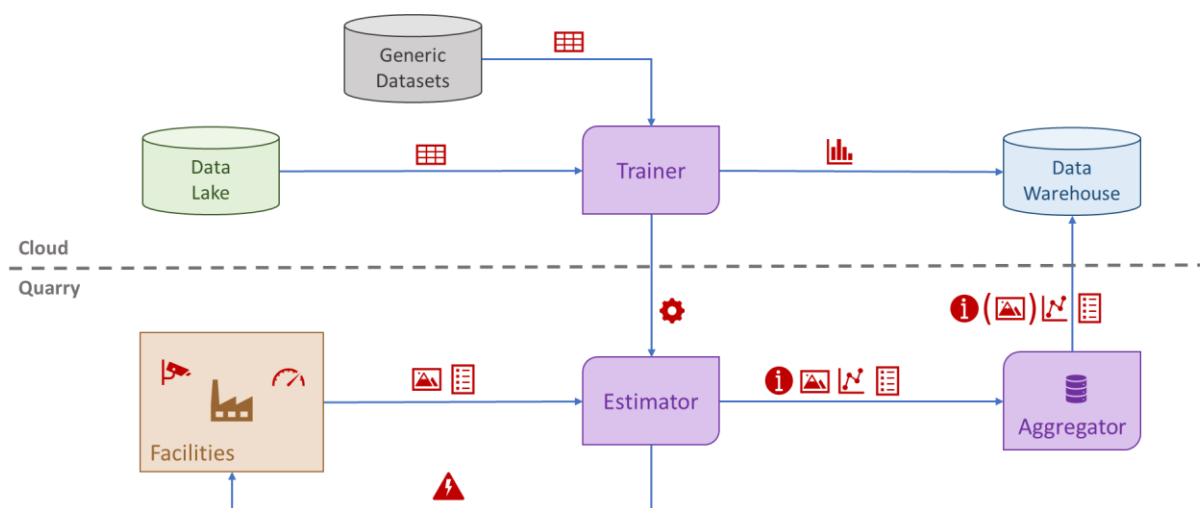 Generic
Datasets
Data
Lake
Trainer
Data
Warehouse
Cloud
Quarry
Facilities
Estimator
( )
Aggregator